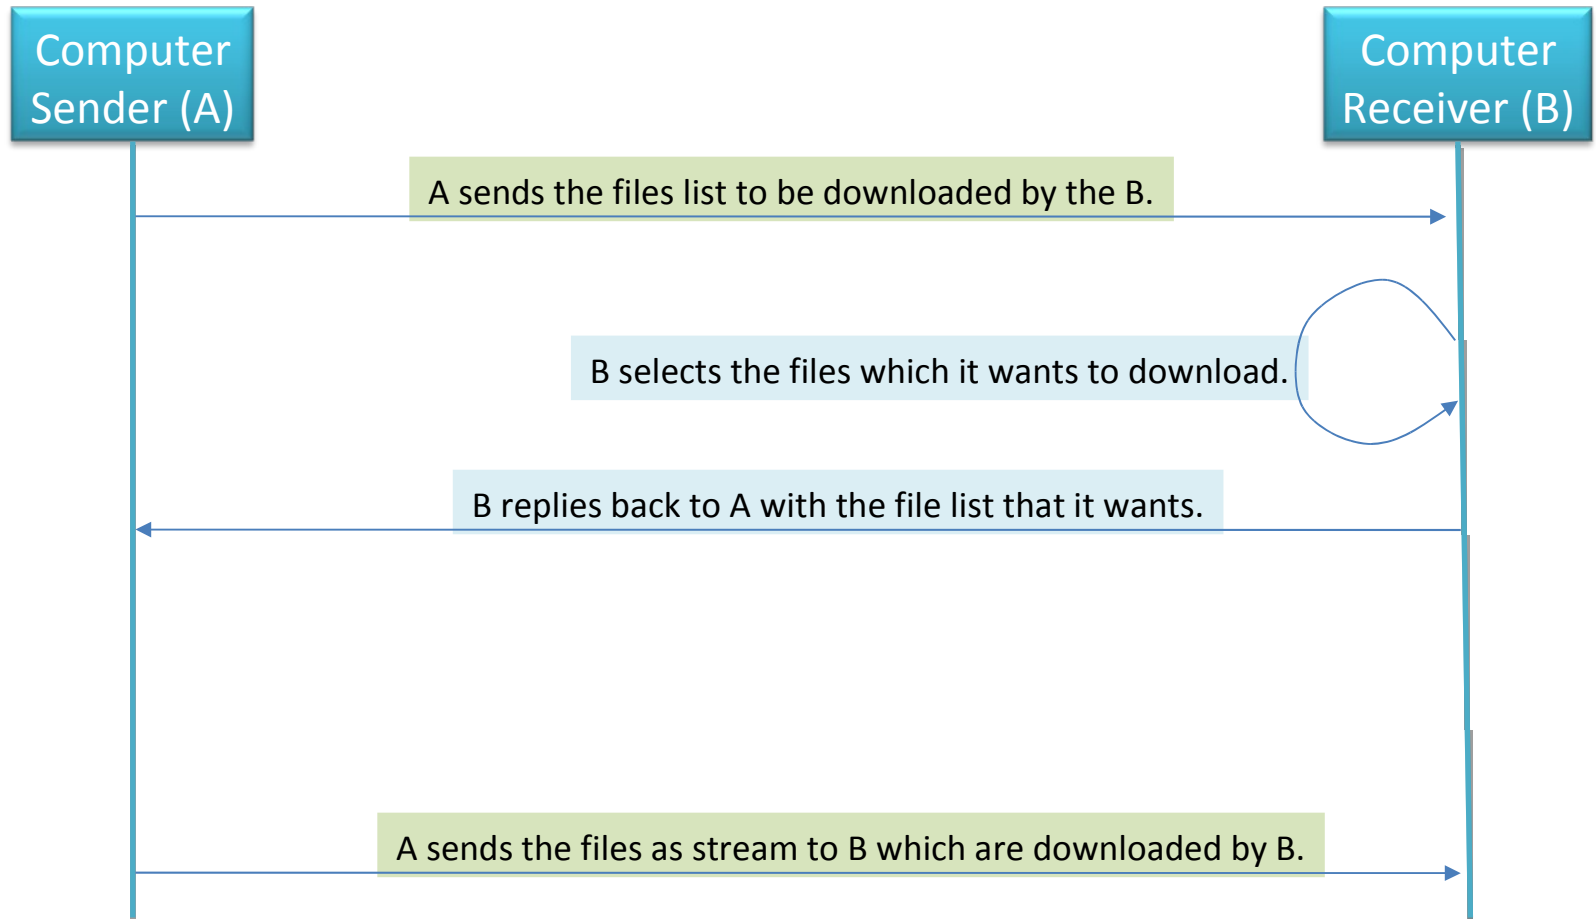 Computer
Sender (A)
Computer
Receiver (B)
A sends the files list to be downloaded by the B.
B selects the files which it wants to download.
B replies back to A with the file list that it wants.
A sends the files as stream to B which are downloaded by B.